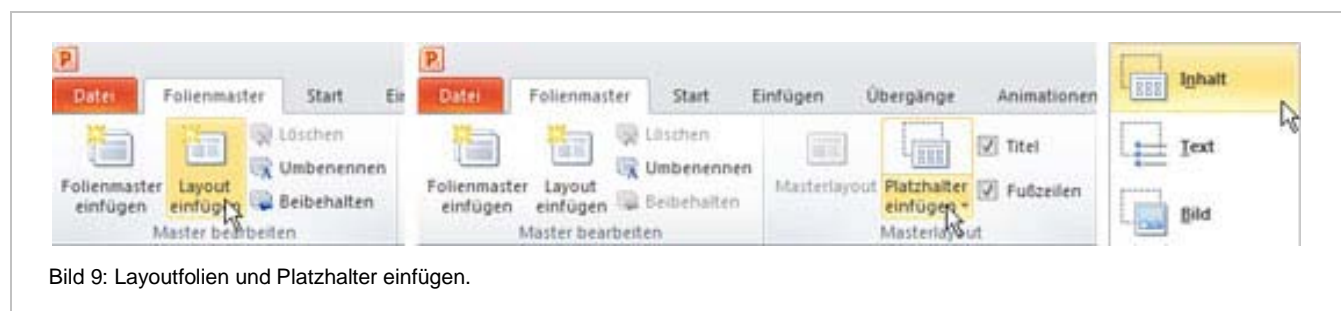 Datei Folienmaster Start Ei
Folienmaster einfügen
Layout einfügen
Löschen
Umbenennen
Beibehalten
Master bearbeiten
Datei Folienmaster Start Einfügen Übergänge Animationen
Folienmaster einfügen
Layout einfügen
Löschen
Umbenennen
Beibehalten
Master bearbeiten
Masterlayout
Platzhalter einfügen
Titel
Fußzeilen
Masterlayout
Inhalt
Text
Bild
Bild 9: Layoutfolien und Platzhalter einfügen.